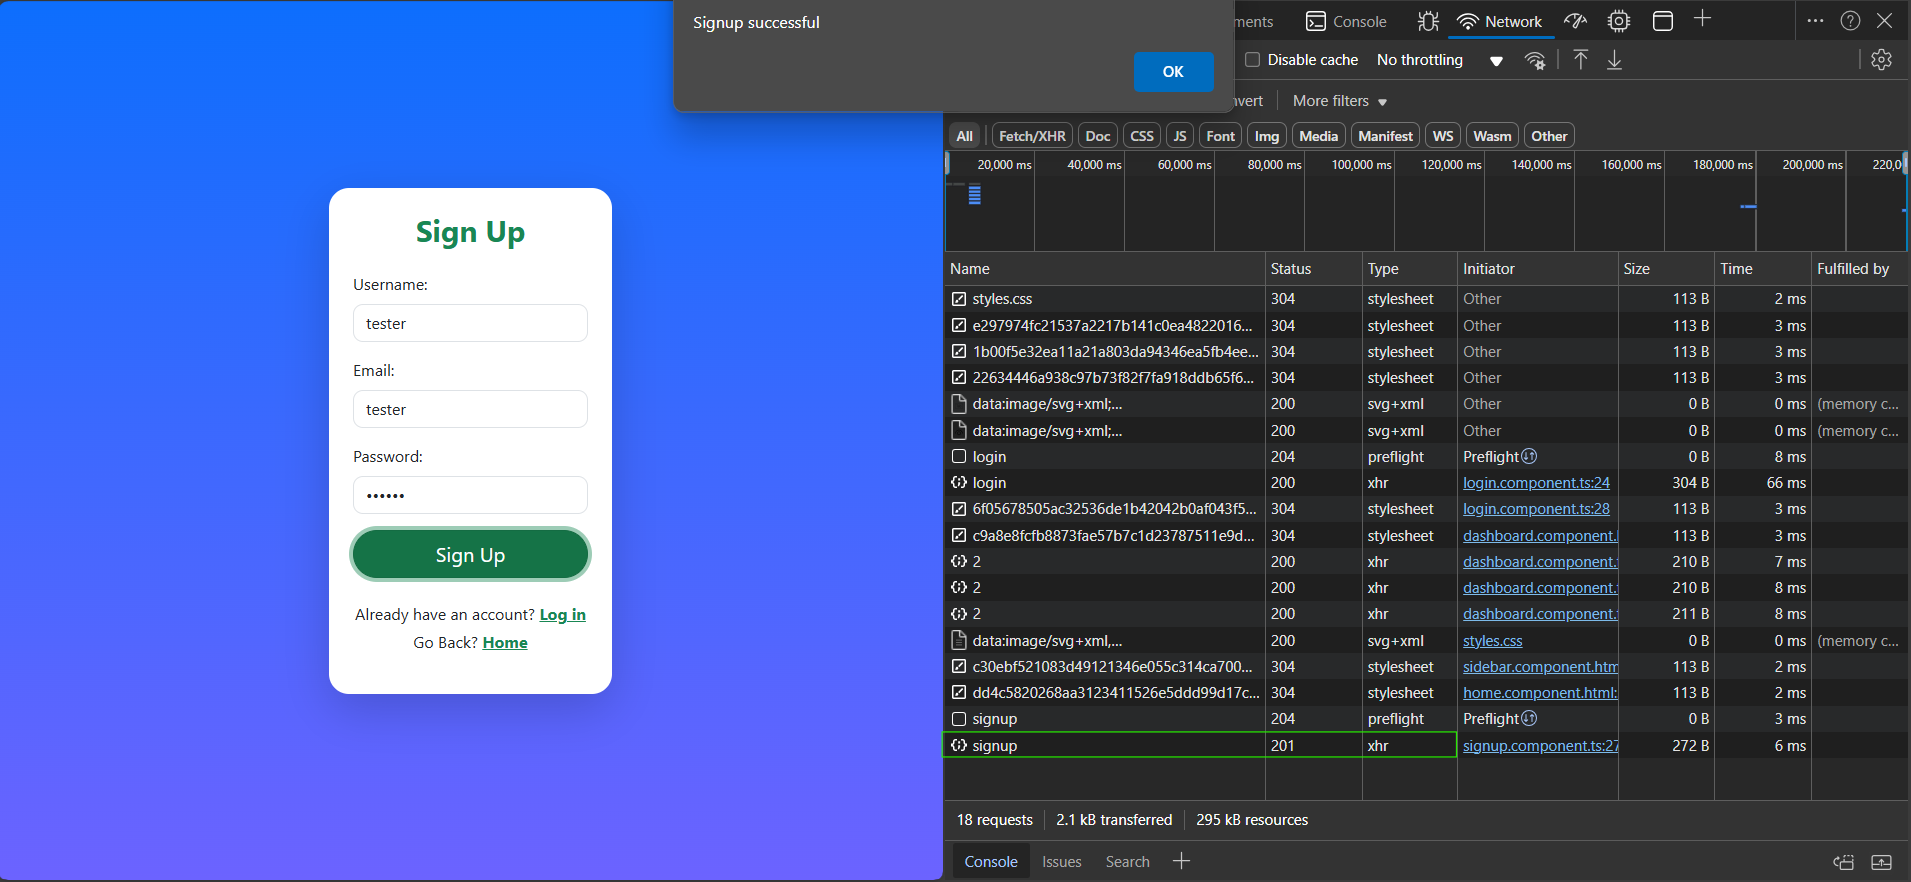 Signup successful
OK
ments Console Network
Disable cache No throttling
nvert More filters
All Fetch/XHR Doc CSS JS Font Img Media Manifest WS Wasm Other
20,000 ms 40,000 ms 60,000 ms 80,000 ms 100,000 ms 120,000 ms 140,000 ms 160,000 ms 180,000 ms 200,000 ms 220,0
Name Status Type Initiator Size Time Fulfilled by
styles.css 304 stylesheet Other 113 B 2 ms
e297974fc21537a2217b141c0ea4822016... 304 stylesheet Other 113 B 3 ms
1b00f5e32ea11a21a803da94346ea5fb4ee... 304 stylesheet Other 113 B 3 ms
22634446a938c97b73f82f7fa918ddb65f6... 304 stylesheet Other 113 B 3 ms
data:image/svg+xml;... 200 svg+xml Other 0 B 0 ms (memory c...
data:image/svg+xml;... 200 svg+xml Other 0 B 0 ms (memory c...
login 204 preflight Preflight 0 B 8 ms
login 200 xhr login.component.ts:24 304 B 66 ms
6f05678505ac32536de1b42042b0af043f5... 304 stylesheet login.component.ts:28 113 B 3 ms
c9a8e8fcfb8873fae57b7c1d23787511e9d... 304 stylesheet dashboard.component. 113 B 3 ms
2 200 xhr dashboard.component. 210 B 7 ms
2 200 xhr dashboard.component. 210 B 8 ms
2 200 xhr dashboard.component. 211 B 8 ms
data:image/svg+xml,... 200 svg+xml styles.css 0 B 0 ms (memory c...
c30ebf521083d49121346e055c314ca700... 304 stylesheet sidebar.component.htm 113 B 2 ms
dd4c5820268aa3123411526e5ddd99d17c... 304 stylesheet home.component.html: 113 B 2 ms
signup 204 preflight Preflight 0 B 3 ms
signup 201 xhr signup.component.ts:27 272 B 6 ms
18 requests 2.1 kB transferred 295 kB resources
Console Issues Search
Sign Up
Username:
tester
Email:
tester
Password:
••••••
Sign Up
Already have an account? Log in
Go Back? Home